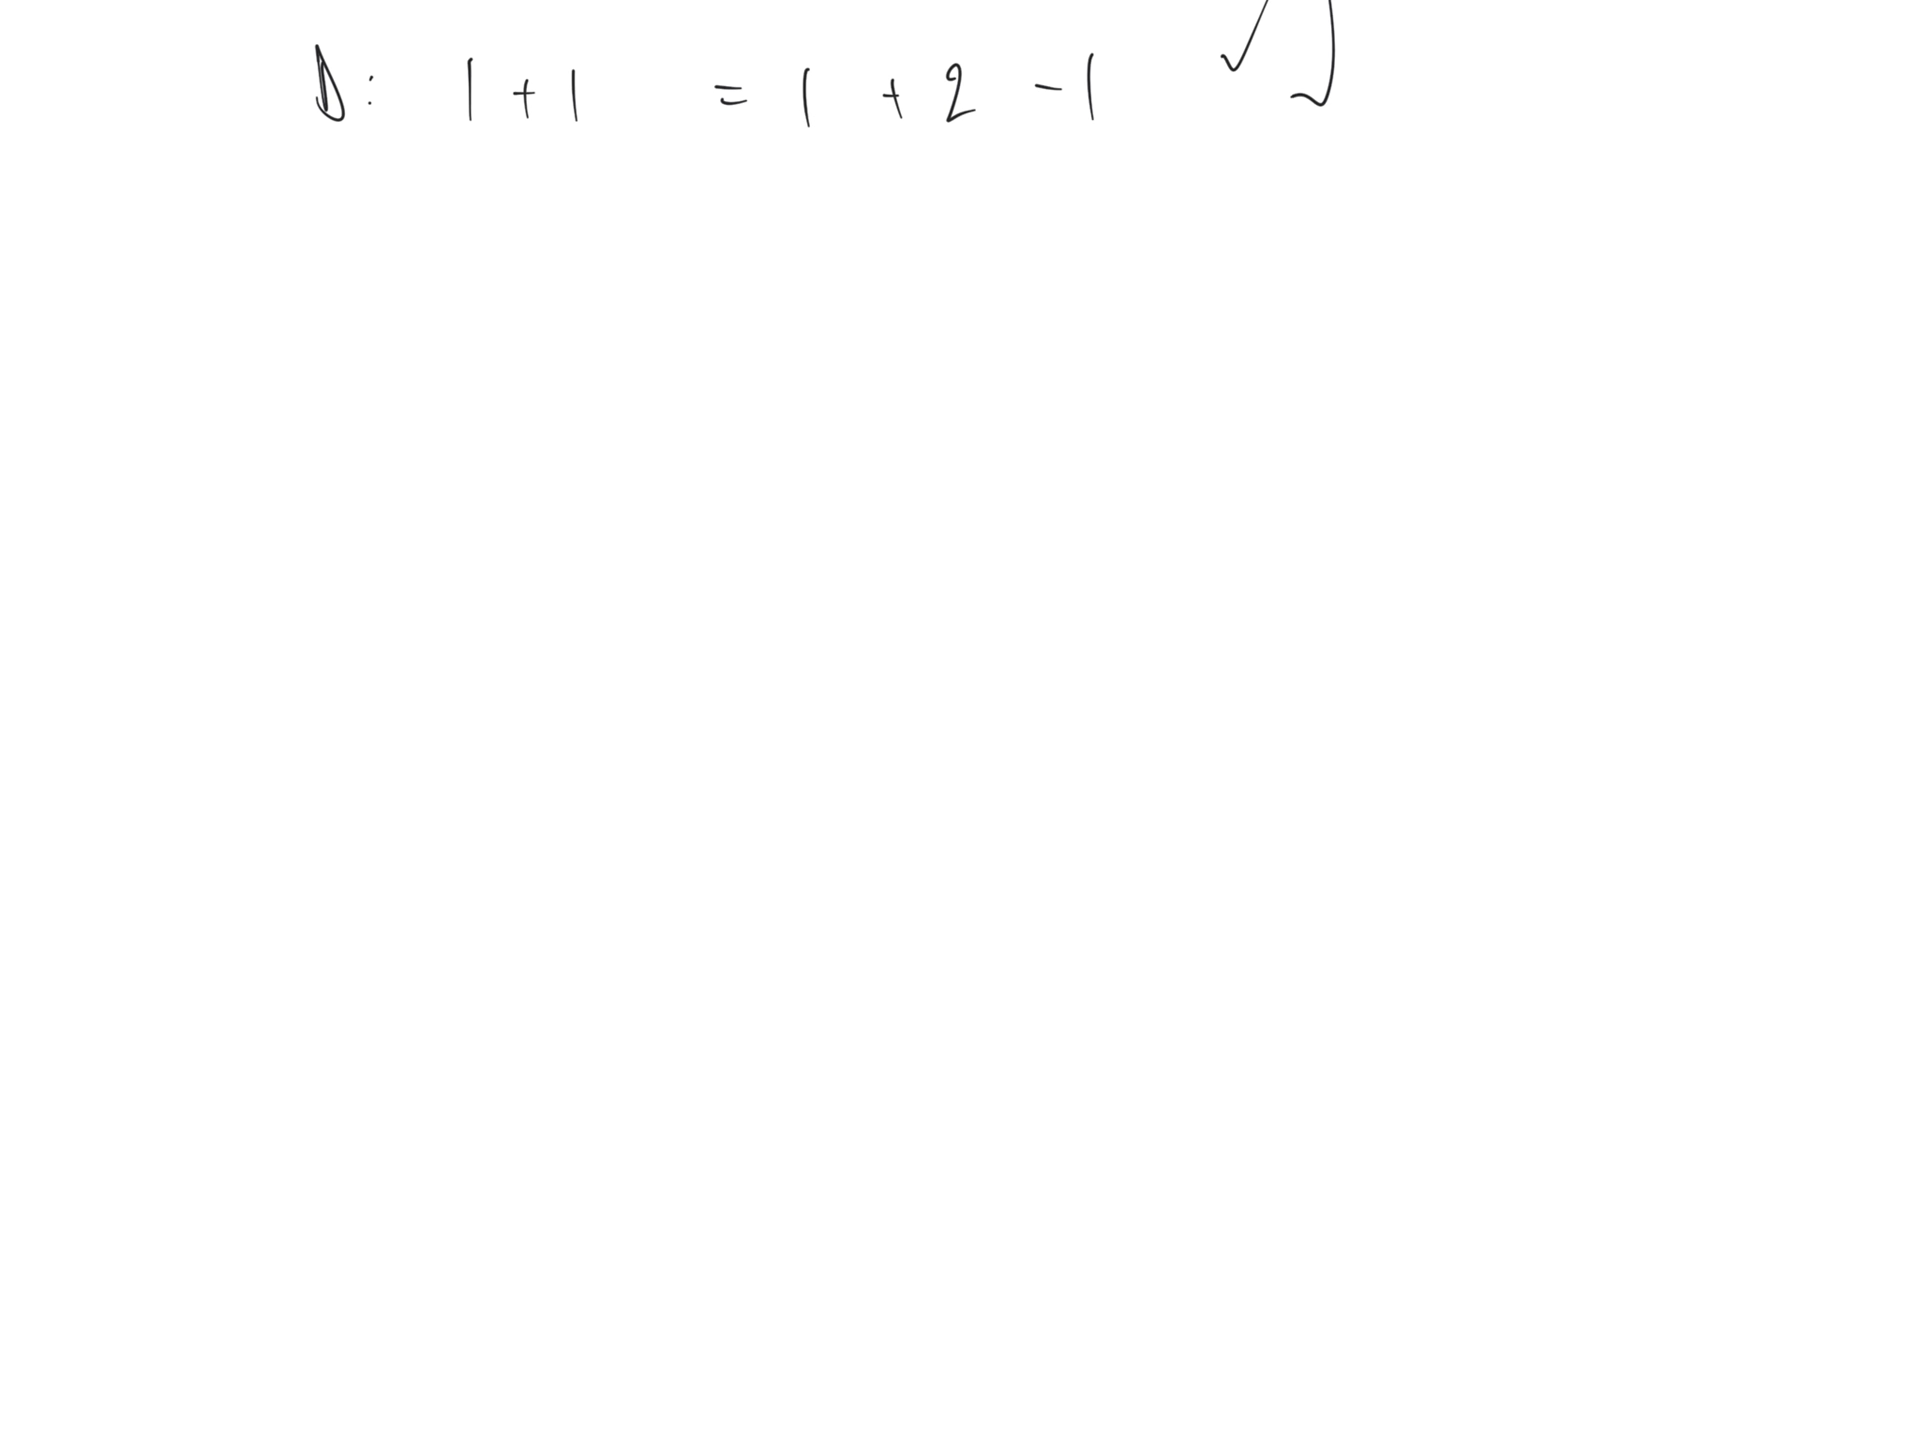 D: 1 + 1 = 1 + 2 - 1 ✓